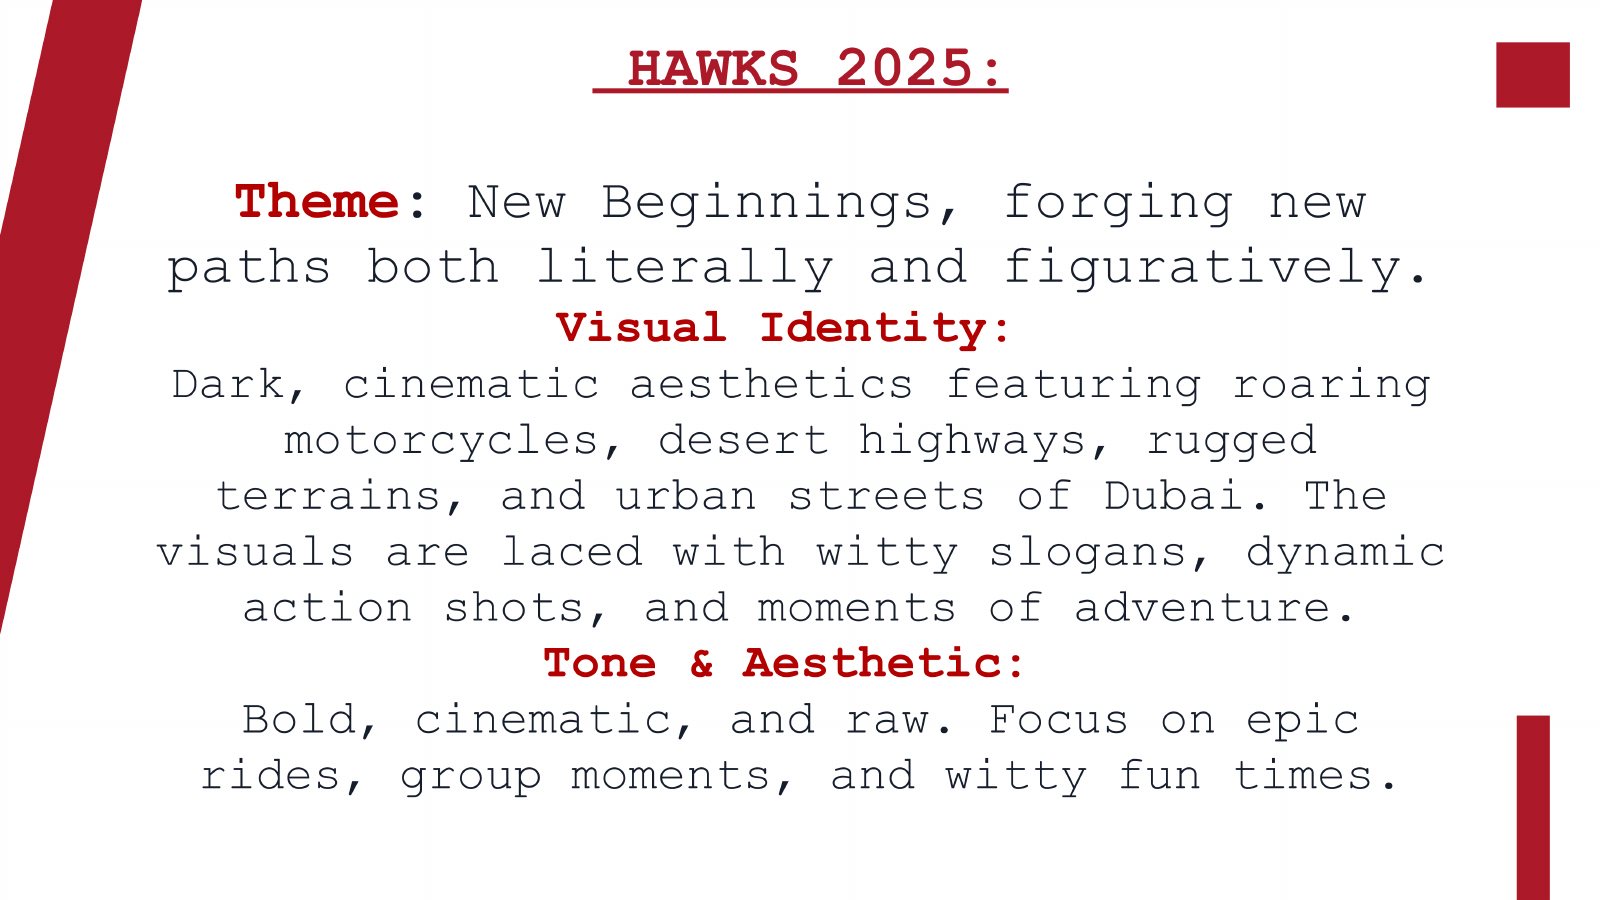 HAWKS 2025:
Theme: New Beginnings, forging new
paths both literally and figuratively.
Visual Identity:
Dark, cinematic aesthetics featuring roaring
motorcycles, desert highways, rugged
terrains, and urban streets of Dubai. The
visuals are laced with witty slogans, dynamic
action shots, and moments of adventure.
Tone & Aesthetic:
Bold, cinematic, and raw. Focus on epic
rides, group moments, and witty fun times.